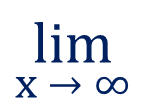 lim
x → ∞